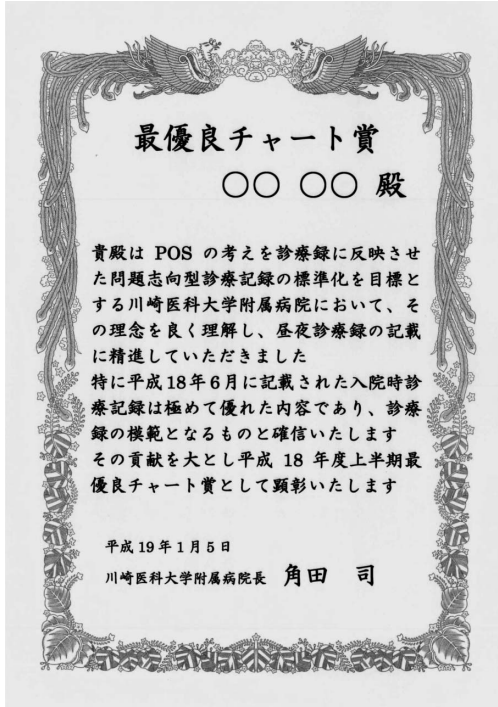 最優良チャート賞
○○ ○○ 殿
貴殿は POS の考えを診療録に反映させ
た問題志向型診療記録の標準化を目標と
する川崎医科大学附属病院において、そ
の理念を良く理解し、昼夜診療録の記載
に精進していただきました
特に平成18年6月に記載された入院時診
療記録は極めて優れた内容であり、診療
録の模範となるものと確信いたします
その貢献を大とし平成 18 年度上半期最
優良チャート賞として顕彰いたします
平成19年1月5日
川崎医科大学附属病院長 角田 司